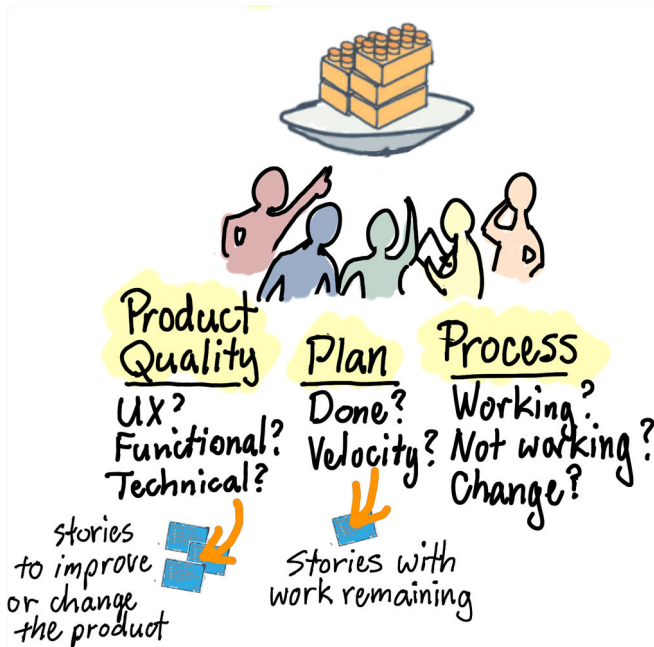 Product
Quality
UX?
Functional?
Technical?
stories
to improve
or change
the product
Plan
Done?
Velocity?
Stories with
work remaining
Process
Working?
Not working?
Change?